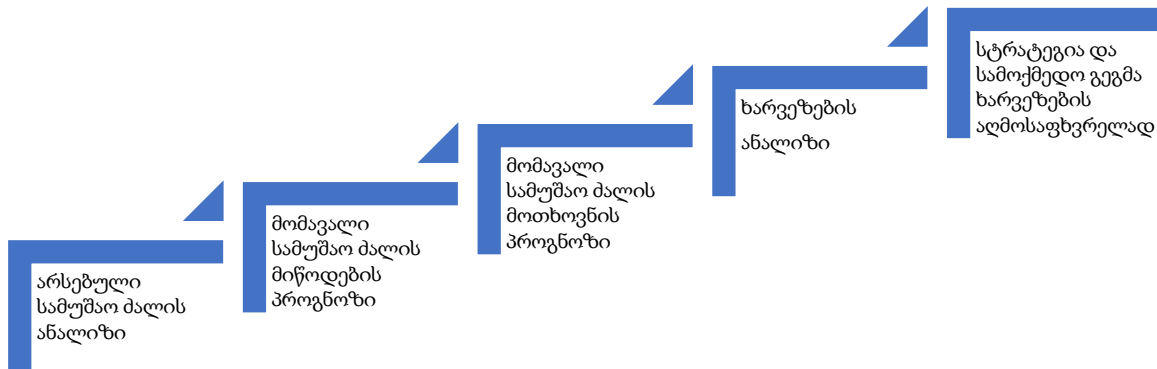 არსებული
სამუშაო ძალის
ანალიზი
მომავალი
სამუშაო ძალის
მიწოდების
პროგნოზი
მომავალი
სამუშაო ძალის
მოთხოვნის
პროგნოზი
ხარვეზების
ანალიზი
სტრატეგია და
სამოქმედო გეგმა
ხარვეზების
აღმოსაფხვრელად